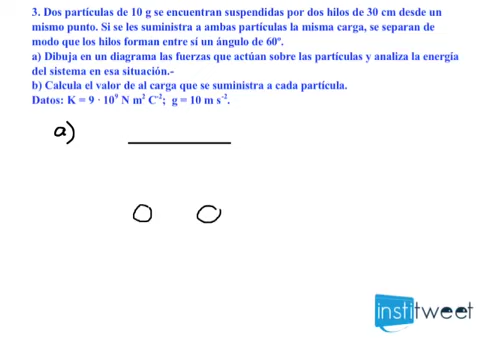 3. Dos partículas de 10 g se encuentran suspendidas por dos hilos de 30 cm desde un
mismo punto. Si se les suministra a ambas partículas la misma carga, se separan de
modo que los hilos forman entre sí un ángulo de 60º.
a) Dibuja en un diagrama las fuerzas que actúan sobre las partículas y analiza la energía
del sistema en esa situación.-
b) Calcula el valor de al carga que se suministra a cada partícula.
Datos: K = 9 · 10⁹ N m² C⁻²; g = 10 m s⁻².
a)
institweet